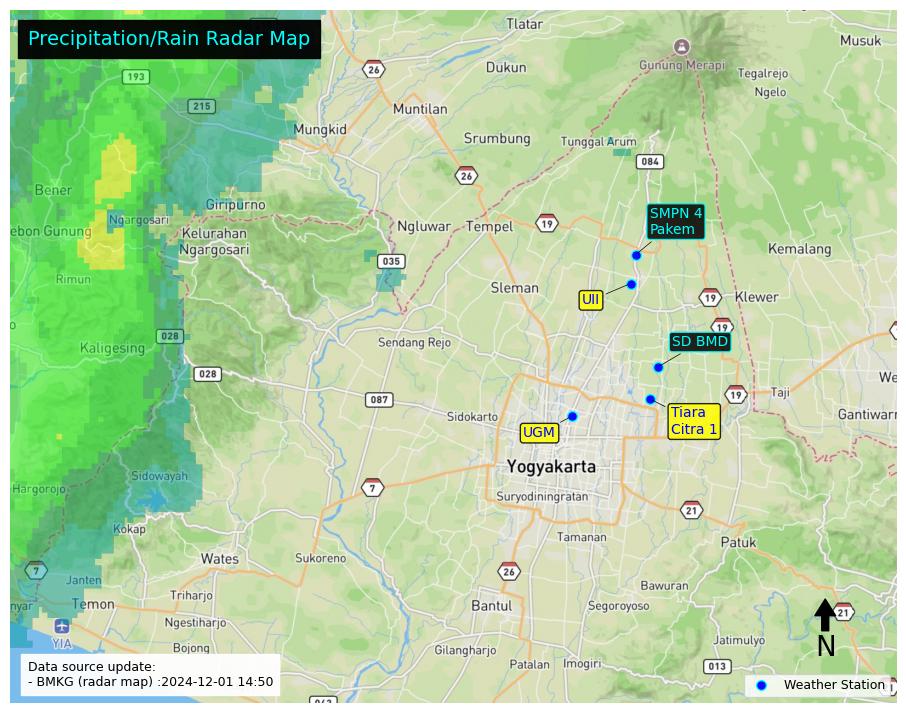 Precipitation/Rain Radar Map
Tlatar
Musuk
26
Gunung Merapi
193
Dukun
Tegalrejo
Ngelo
215
Muntilan
Mungkid
Srumbung
Tunggal Arum
084
26
Bener
Giripurno
SMPN 4
Pakem
Ngargosari
Ngluwar
Tempel
19
ebon Gunung
Kelurahan
Ngargosari
Kemalang
035
Rimun
Sleman
UII
19
Klewer
19
028
Kaligesing
Sendang Rejo
SD BMD
028
We
087
19
Taji
Sidokarto
Tiara
Citra 1
Gantiwarn
UGM
Yogyakarta
Sidowayah
Hargorojo
7
Suryodiningratan
21
Kokap
Tamanan
Patuk
Wates
Sukoreno
7
26
Janten
Bawuran
nyar
Temon
Triharjo
Bantul
Segoroyoso
21
Ngestiharjo
YIA
N
Bojong
Gilangharjo
Jatimulyo
Patalan
Imogiri
013
Data source update:
- BMKG (radar map) :2024-12-01 14:50
Weather Station